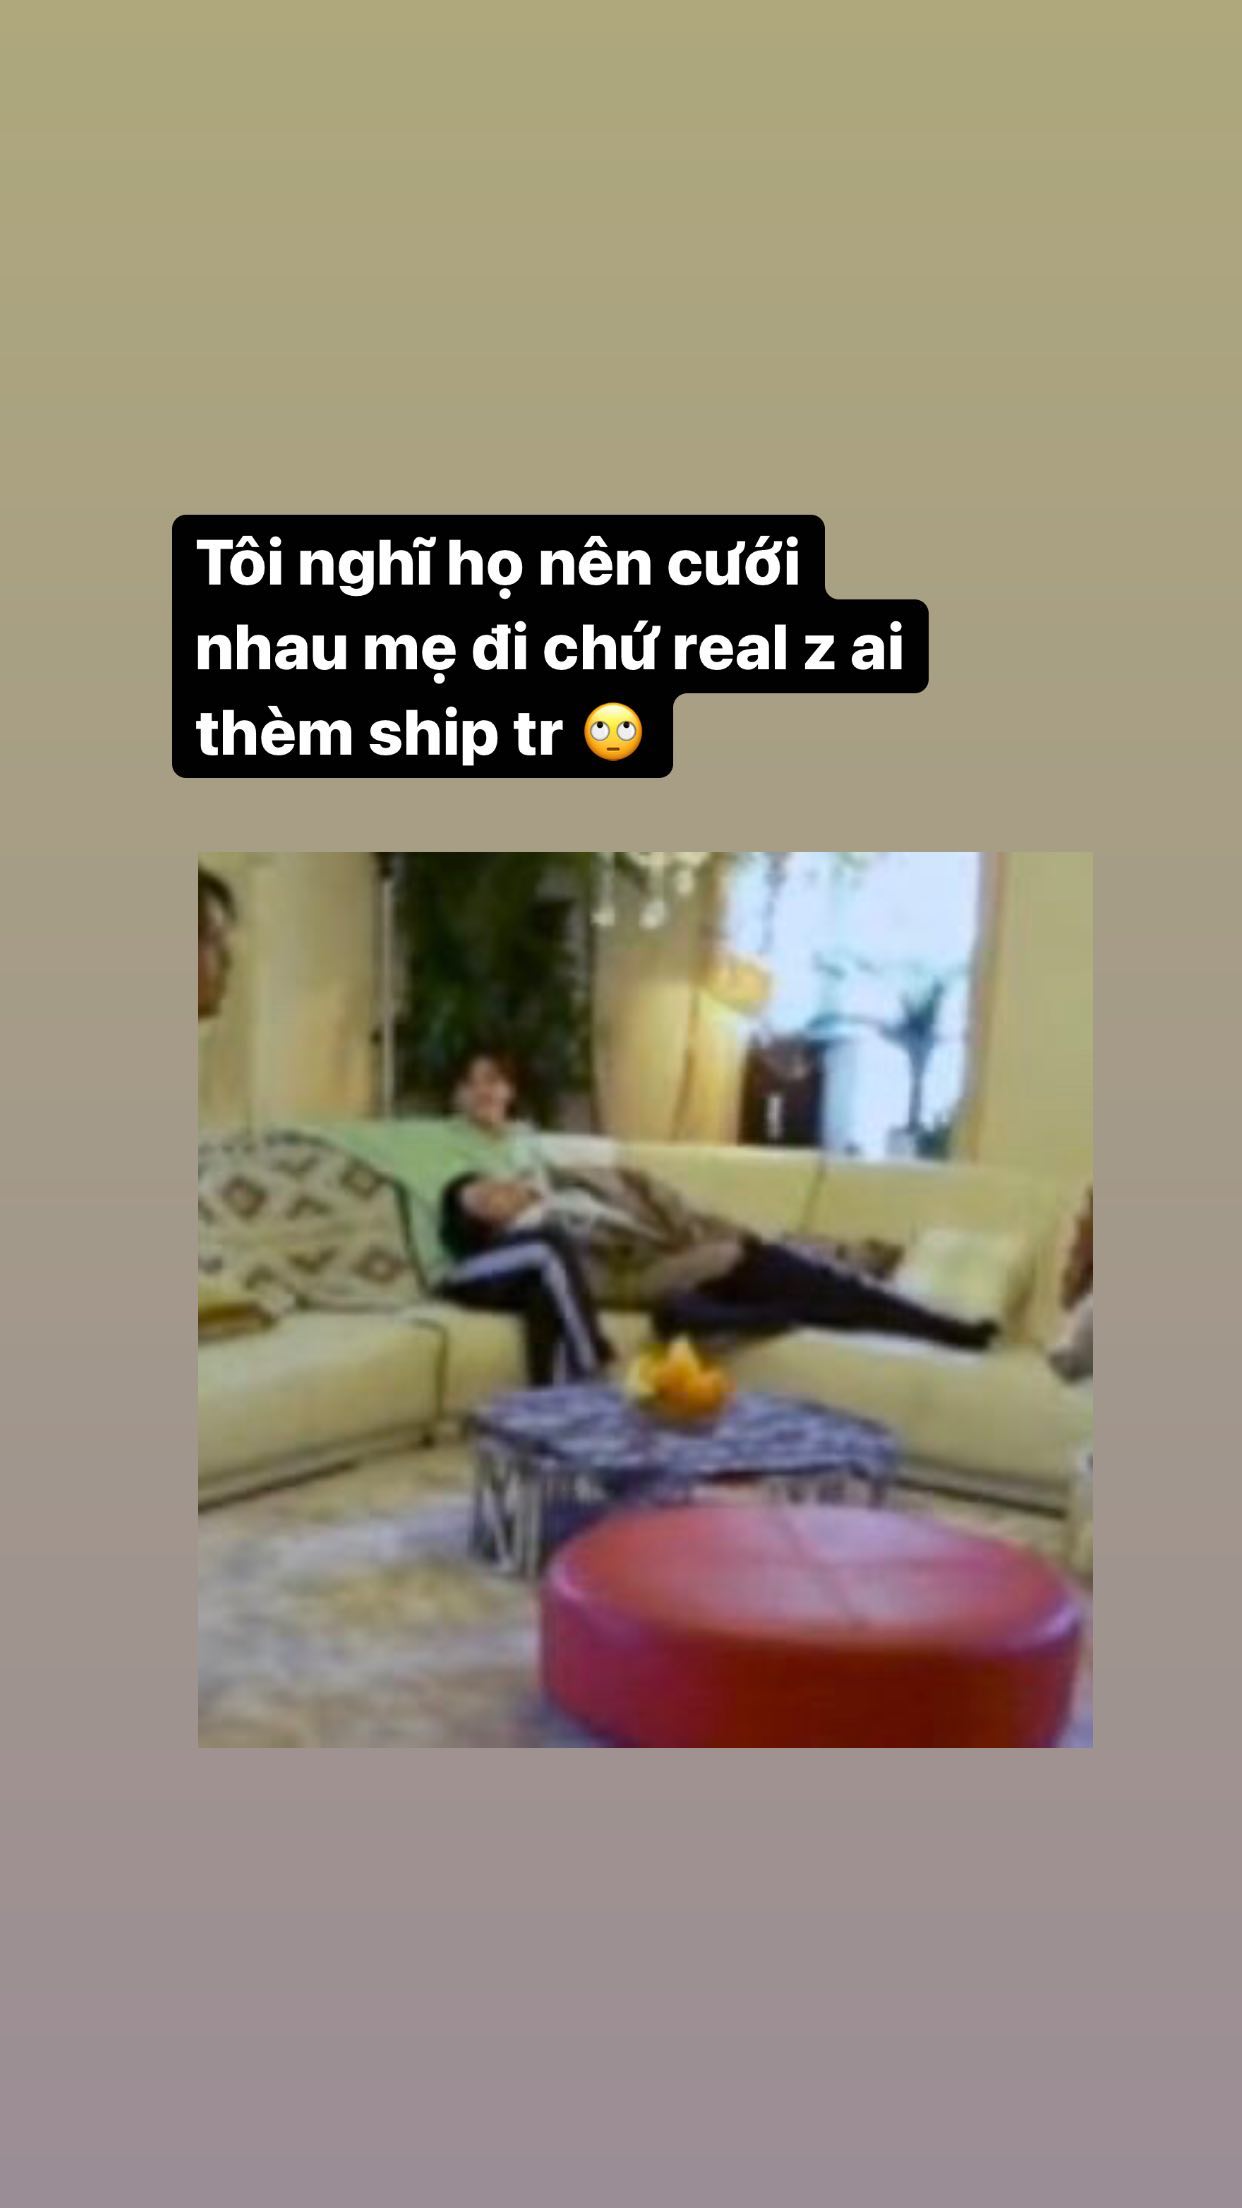 Tôi nghĩ họ nên cưới
nhau mẹ đi chứ real z ai
thèm ship tr 🙄